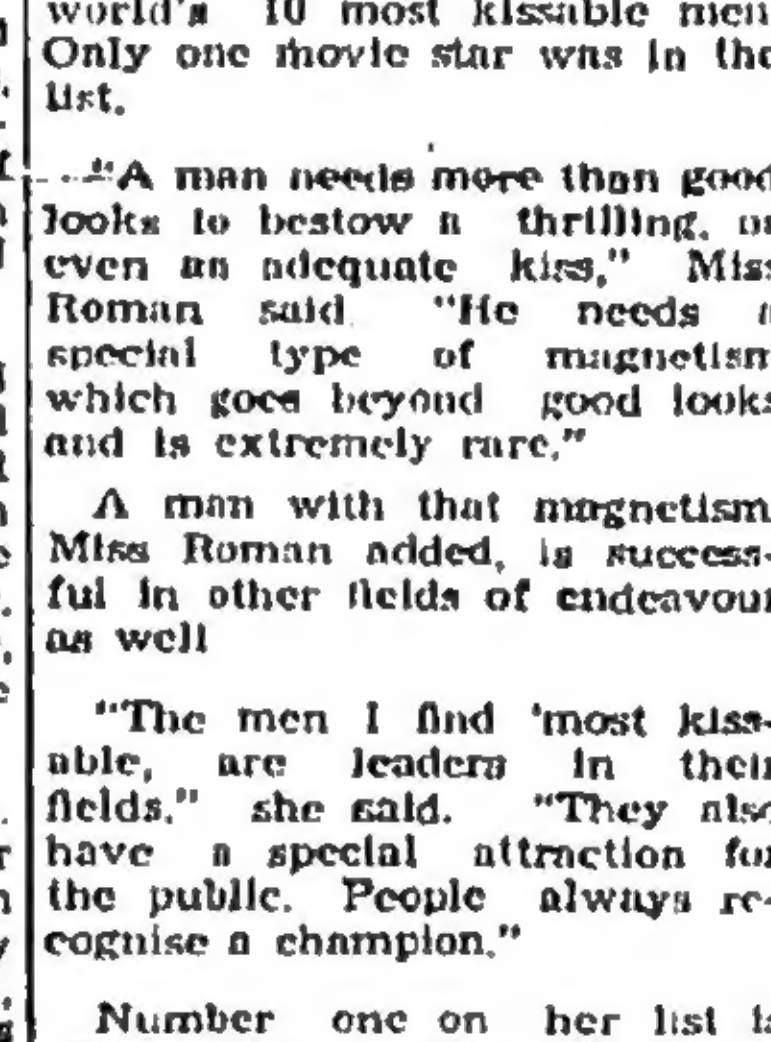 world's 10 most kissable men
Only one movie star was in the
list.
"A man needs more than good
looks to bestow a thrilling, or
even an adequate kiss," Miss
Roman said. "He needs a
special type of magnetism
which goes beyond good looks
and is extremely rare."
A man with that magnetism,
Miss Roman added, is success-
ful in other fields of endeavour
as well
"The men I find 'most kiss-
able, are leaders in their
fields," she said. "They also
have a special attraction for
the public. People always re-
cognise a champion."
Number one on her list is